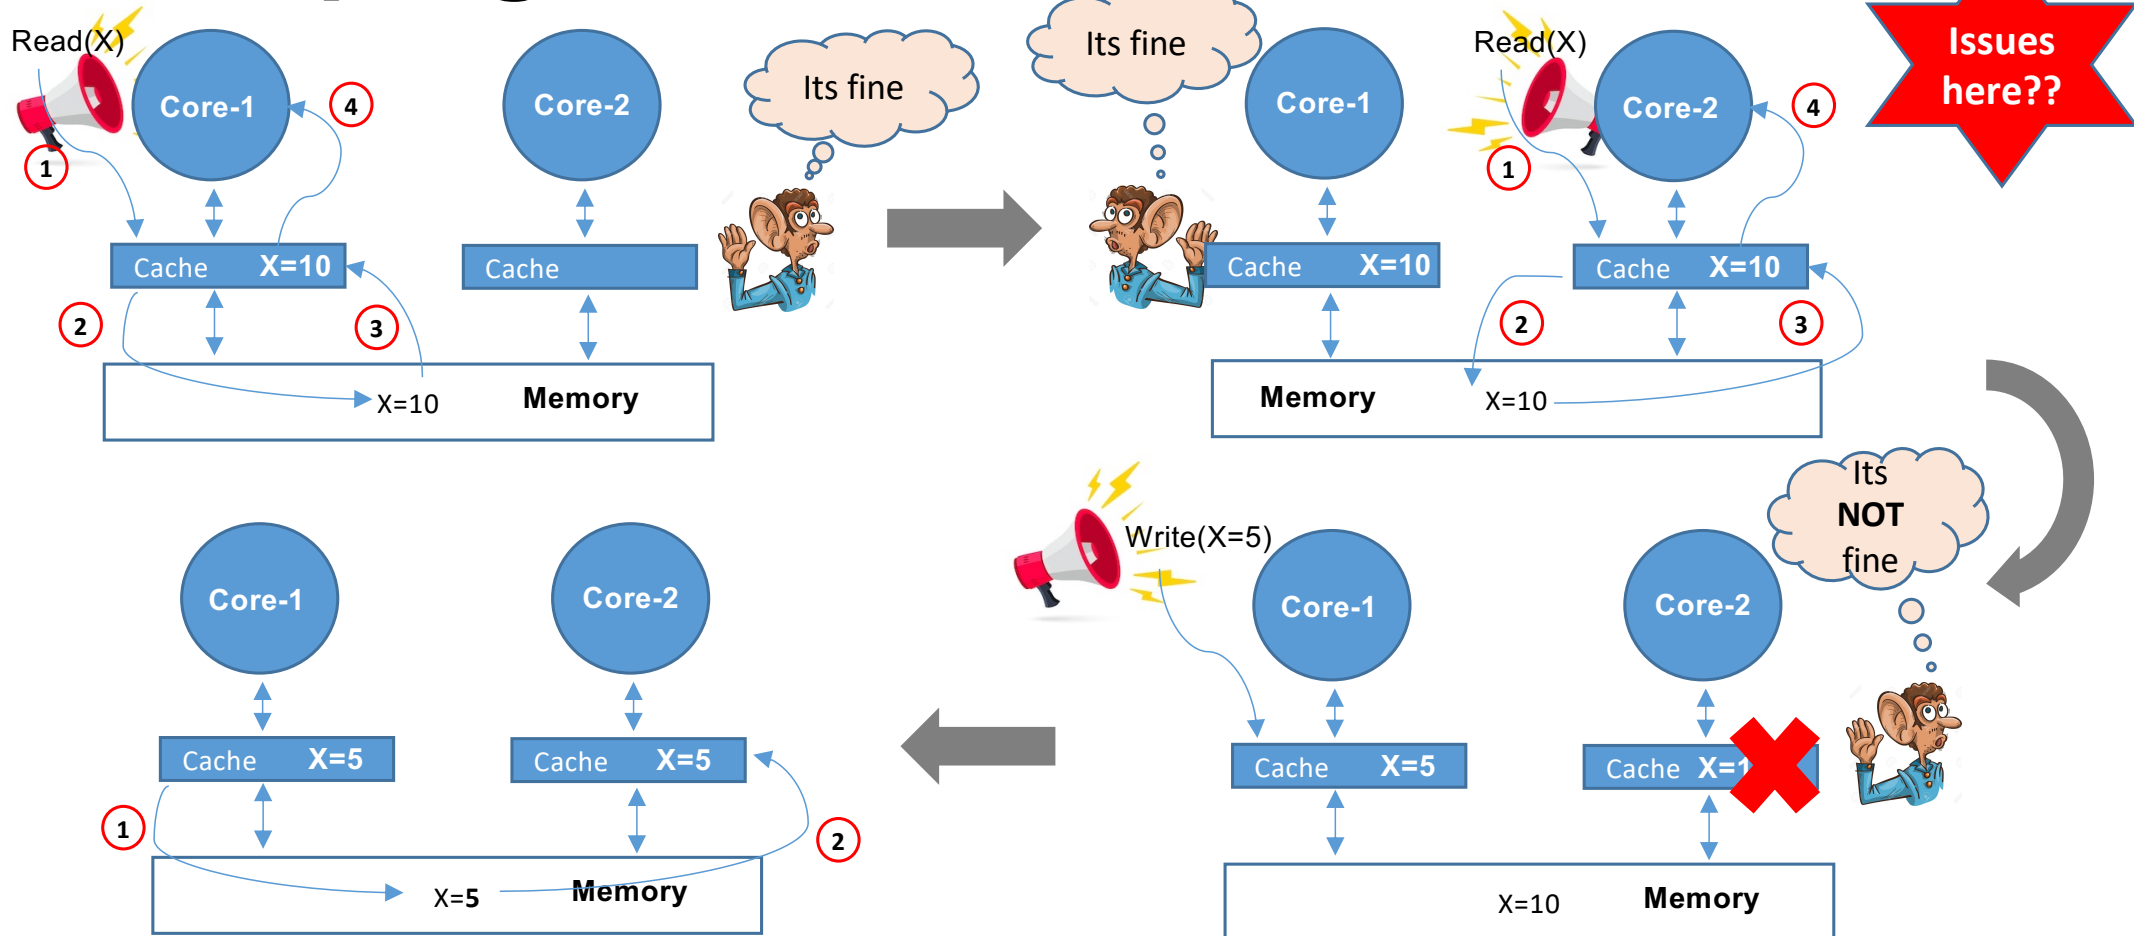 Read(X)
Core-1
4
Core-2
Its fine
1
Cache X=10
Cache
2
3
X=10
Memory
Its fine
Core-1
Read(X)
Core-2
4
1
Cache X=10
Cache X=10
2
3
Memory
X=10
Issues
here??
Its
NOT
fine
Write(X=5)
Core-1
Core-2
Cache X=5
Cache X=1
X=10
Memory
Core-1
Core-2
Cache X=5
Cache X=5
1
2
X=5
Memory